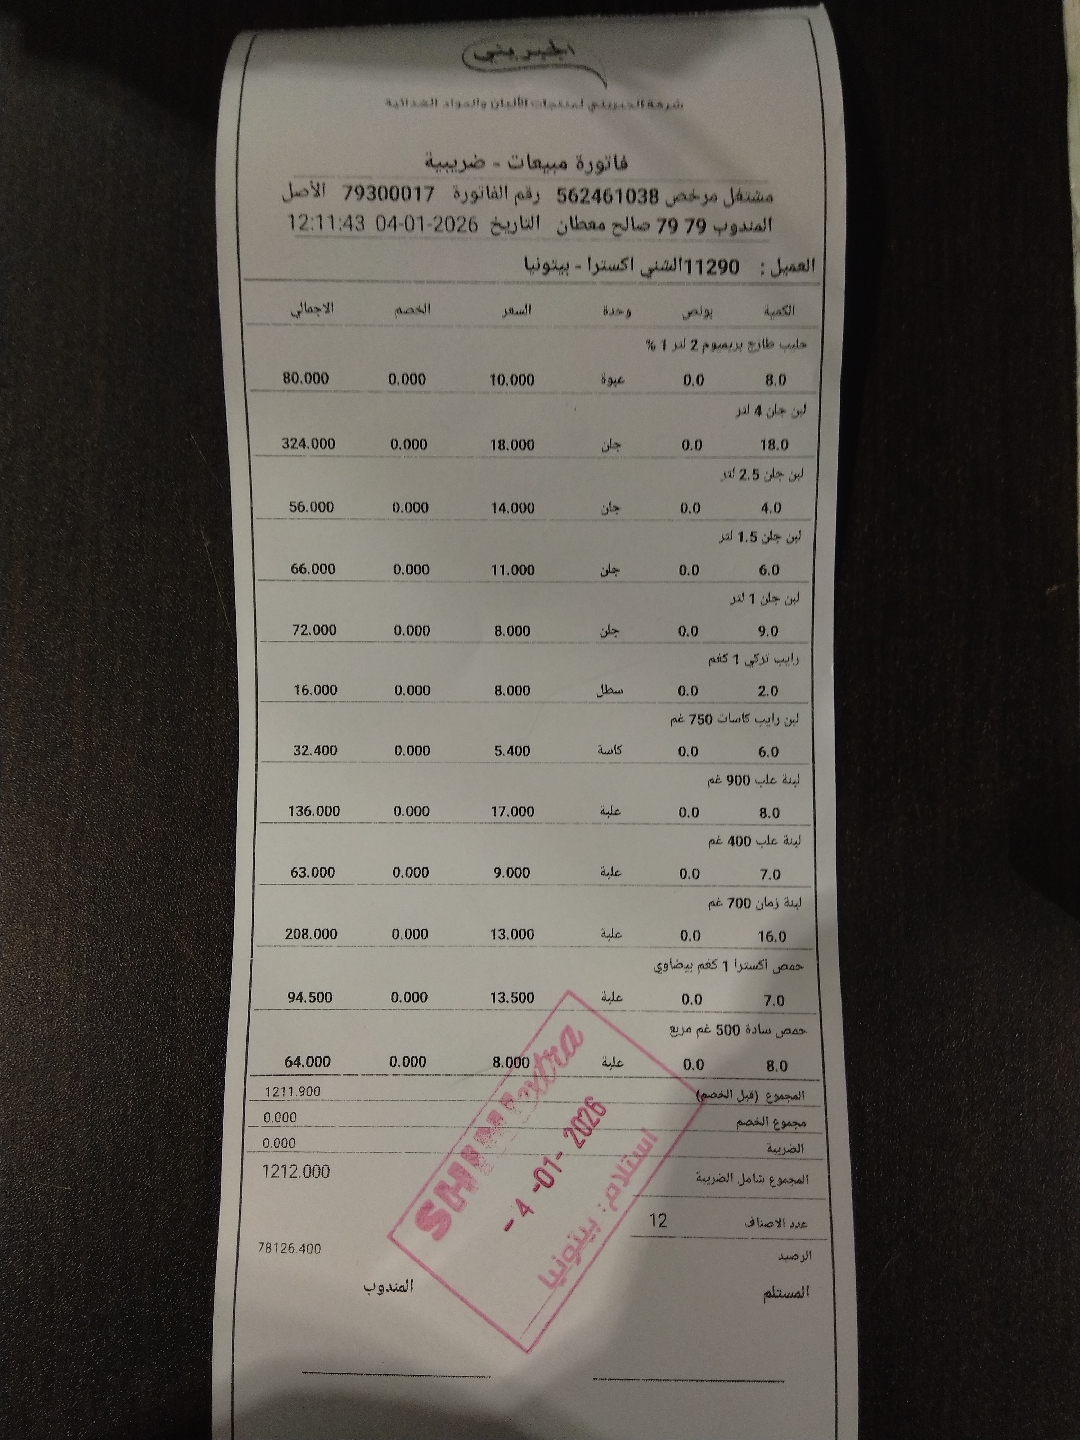 الجبريني
شركة الجبريني لمنتجات الألبان والمواد الغذائية
فاتورة مبيعات - ضريبية
مشتغل مرخص 562461038 رقم الفاتورة 79300017 الأصل
المندوب 79 79 صالح معطان التاريخ 04-01-2026 12:11:43
العميل : 11290الشني اكسترا - بيتونيا
الكمية بونص وحدة السعر الخصم الاجمالي
حليب طازج بريميوم 2 لتر 1 %
8.0 0.0 عبوة 10.000 0.000 80.000
لبن جلن 4 لتر
18.0 0.0 جلن 18.000 0.000 324.000
لبن جلن 2.5 لتر
4.0 0.0 جلن 14.000 0.000 56.000
لبن جلن 1.5 لتر
6.0 0.0 جلن 11.000 0.000 66.000
لبن جلن 1 لتر
9.0 0.0 جلن 8.000 0.000 72.000
رايب تركي 1 كغم
2.0 0.0 سطل 8.000 0.000 16.000
لبن رايب كاسات 750 غم
6.0 0.0 كاسة 5.400 0.000 32.400
لبنة علب 900 غم
8.0 0.0 علبة 17.000 0.000 136.000
لبنة علب 400 غم
7.0 0.0 علبة 9.000 0.000 63.000
لبنة زمان 700 غم
16.0 0.0 علبة 13.000 0.000 208.000
حمص اكسترا 1 كغم بيضاوي
7.0 0.0 علبة 13.500 0.000 94.500
حمص سادة 500 غم مربع
8.0 0.0 علبة 8.000 0.000 64.000
المجموع (قبل الخصم) 1211.900
مجموع الخصم 0.000
الضريبة 0.000
المجموع شامل الضريبة 1212.000
عدد الاصناف 12
الرصيد 78126.400
المستلم المندوب
SHINI extra
- 4 -01- 2026
استلام: بيتونيا